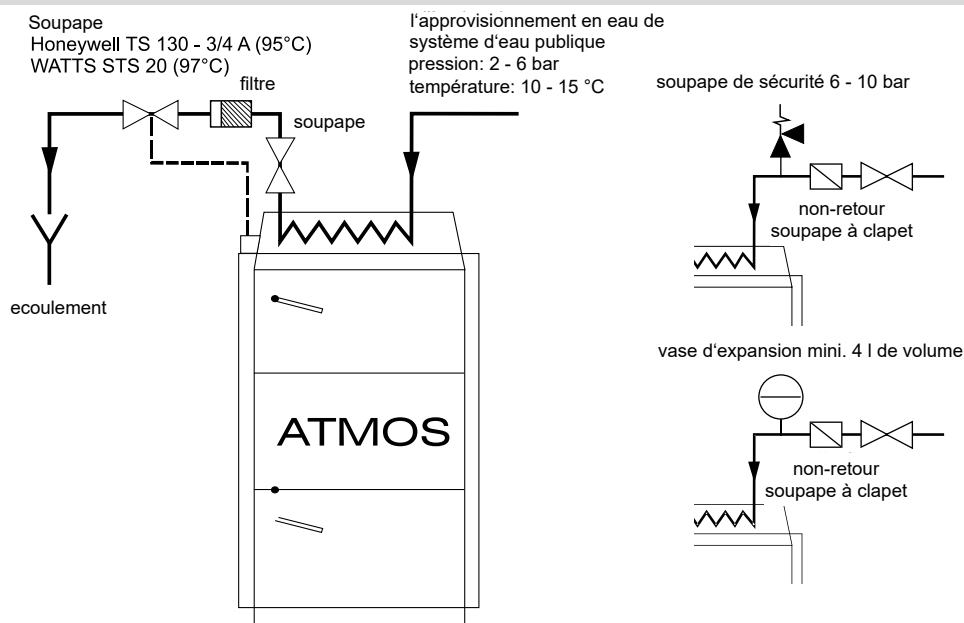 Soupape
Honeywell TS 130 - 3/4 A (95°C)
WATTS STS 20 (97°C)
filtre
soupape
l'approvisionnement en eau de
système d'eau publique
pression: 2 - 6 bar
température: 10 - 15 °C
ecoulement
ATMOS
soupape de sécurité 6 - 10 bar
non-retour
soupape à clapet
vase d'expansion mini. 4 l de volume
non-retour
soupape à clapet